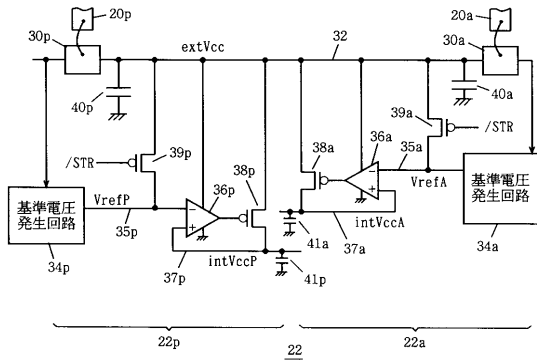 20p
20a
30p
extVcc
32
30a
40p
40a
39a
/STR
36a
35a
38a
/STR
39p
38p
VrefA
基準電圧
発生回路
VrefP
36p
35p
基準電圧
発生回路
34p
37p
intVccP
41p
41a
37a
intVccA
34a
22p
22
22a